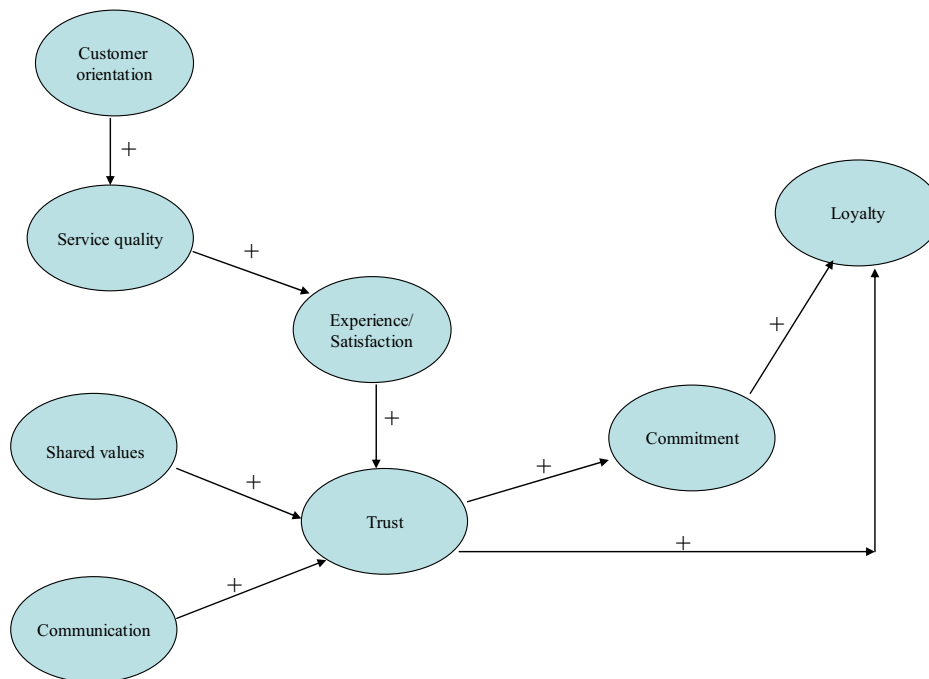 Customer
orientation
+
Service quality
+
Loyalty
Experience/
Satisfaction
+
+
Shared values
Commitment
+
+
Trust
+
+
Communication